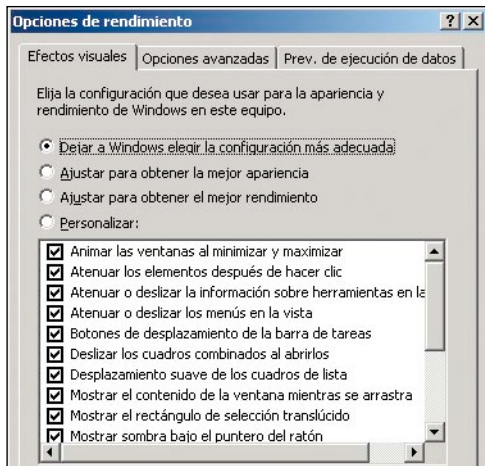 Opciones de rendimiento
Efectos visuales Opciones avanzadas Prev. de ejecución de datos
Elija la configuración que desea usar para la apariencia y
rendimiento de Windows en este equipo.
Dejar a Windows elegir la configuración más adecuada
Ajustar para obtener la mejor apariencia
Ajustar para obtener el mejor rendimiento
Personalizar:
Animar las ventanas al minimizar y maximizar
Atenuar los elementos después de hacer clic
Atenuar o deslizar la información sobre herramientas en la
Atenuar o deslizar los menús en la vista
Botones de desplazamiento de la barra de tareas
Deslizar los cuadros combinados al abrirlos
Desplazamiento suave de los cuadros de lista
Mostrar el contenido de la ventana mientras se arrastra
Mostrar el rectángulo de selección translúcido
Mostrar sombra bajo el puntero del ratón